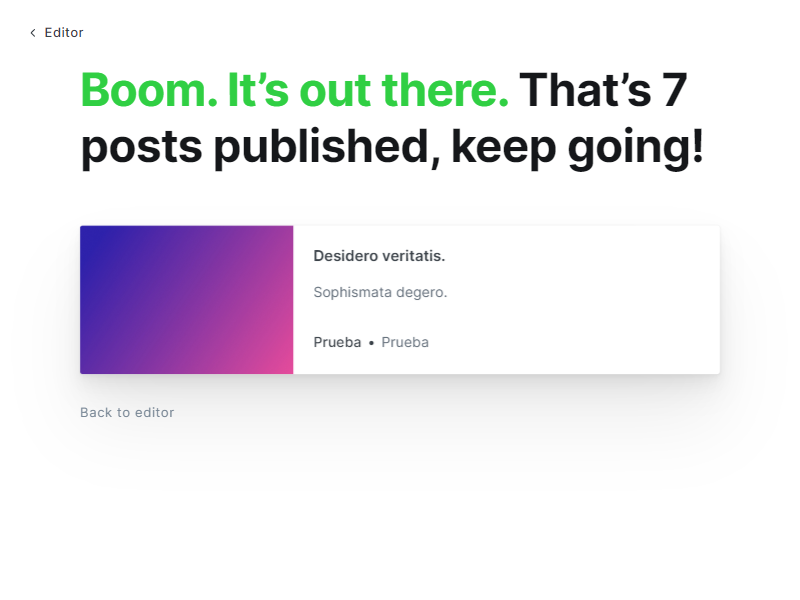 Editor
Boom. It’s out there. That’s 7
posts published, keep going!
Desidero veritatis.
Sophismata degero.
Prueba • Prueba
Back to editor